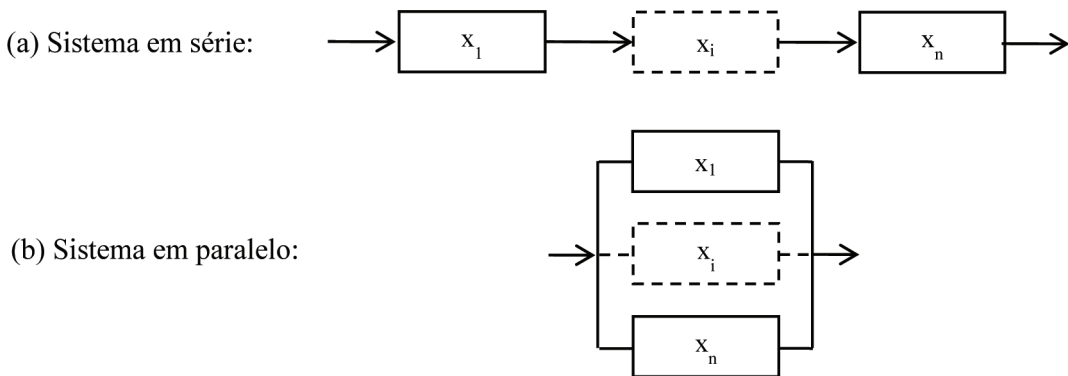 (a) Sistema em série:
x₁
xᵢ
xₙ
x₁
(b) Sistema em paralelo:
xᵢ
xₙ